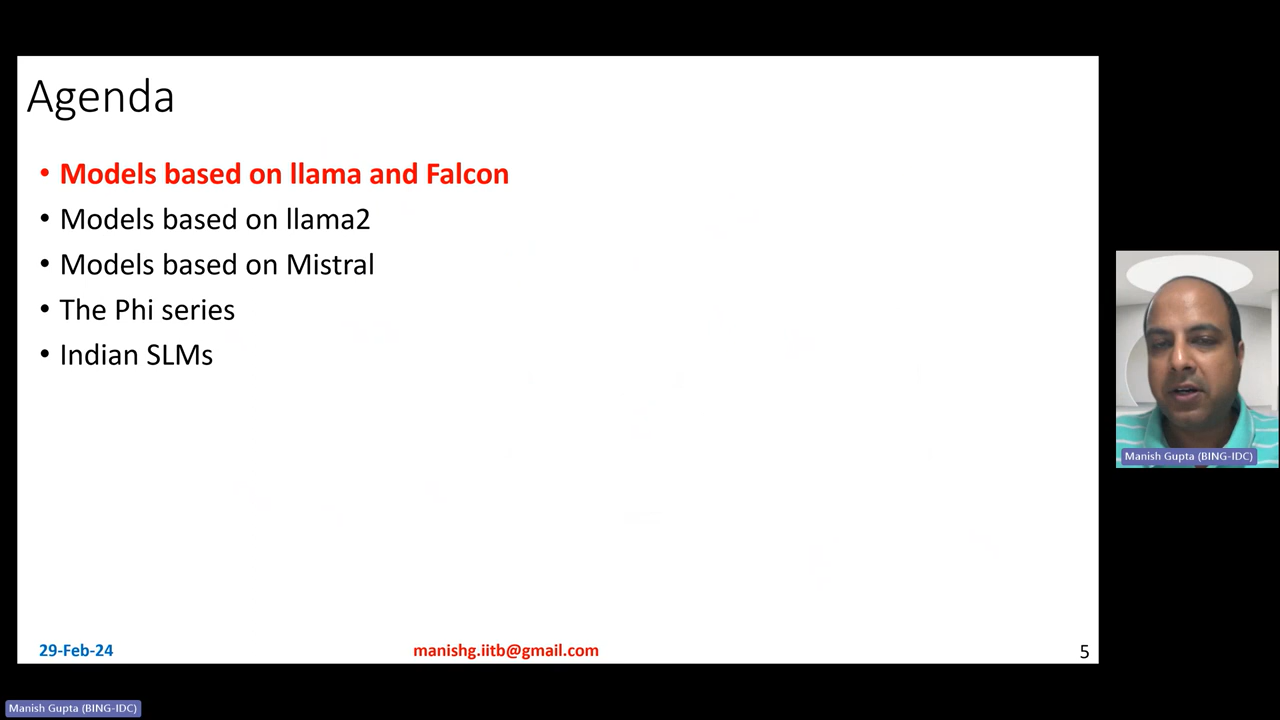 Agenda
• Models based on llama and Falcon
• Models based on llama2
• Models based on Mistral
• The Phi series
• Indian SLMs
29-Feb-24
manishg.iitb@gmail.com
5
Manish Gupta (BING-IDC)
Manish Gupta (BING-IDC)